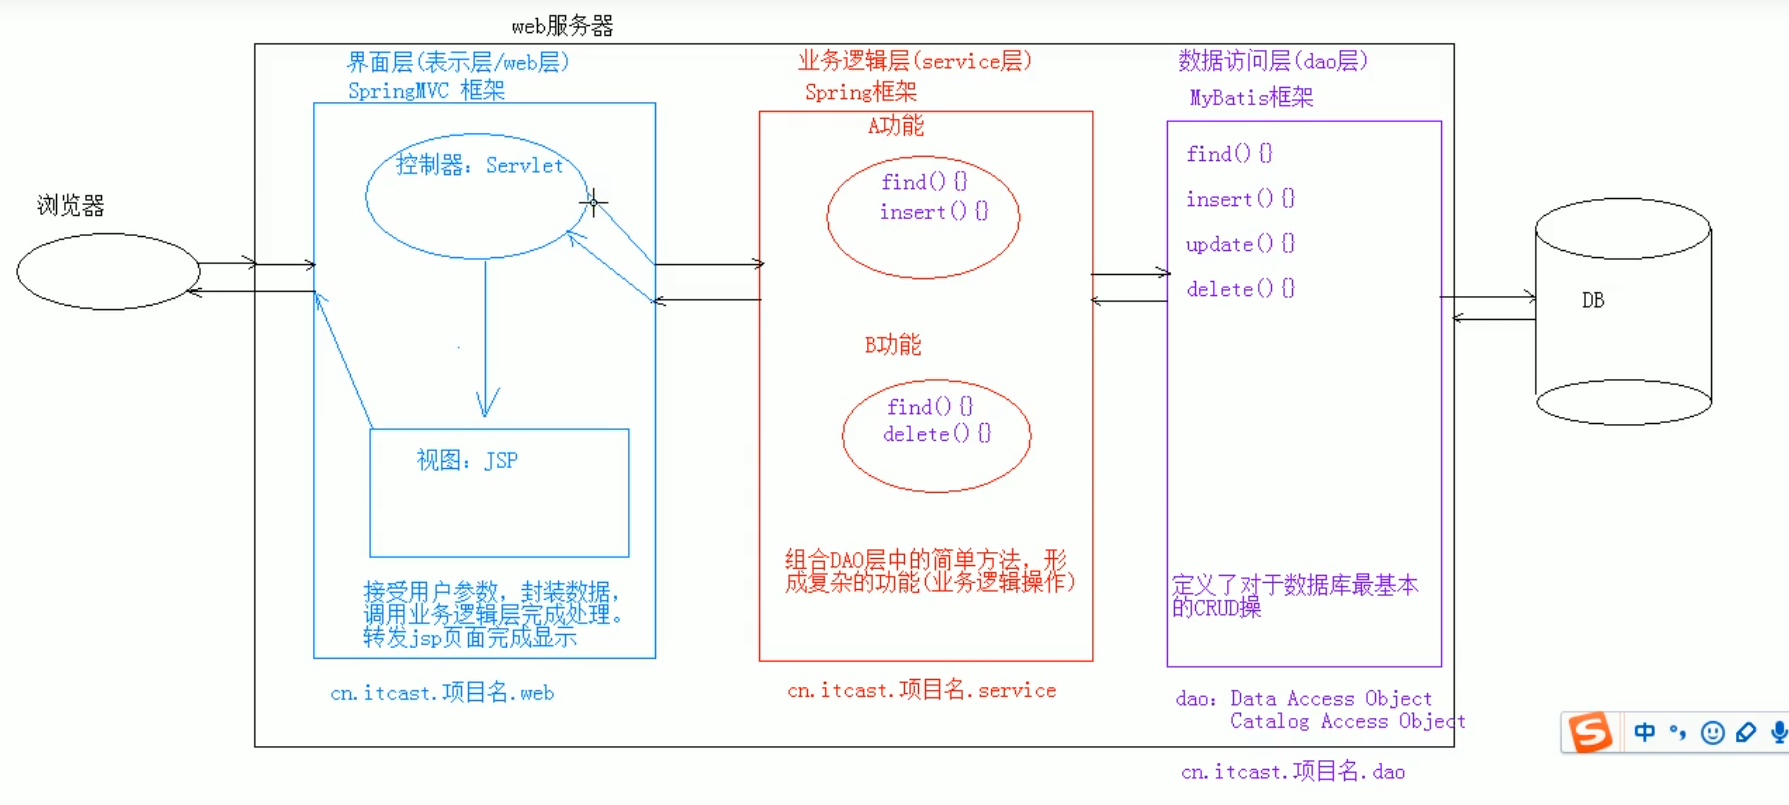 web服务器
界面层(表示层/web层)
SpringMVC 框架
控制器: Servlet
视图: JSP
接受用户参数, 封装数据,
调用业务逻辑层完成处理。
转发jsp页面完成显示
cn.itcast.项目名.web
浏览器
业务逻辑层(service层)
Spring框架
A功能
find(){}
insert(){}
B功能
find(){}
delete(){}
组合DAO层中的简单方法, 形
成复杂的功能(业务逻辑操作)
cn.itcast.项目名.service
数据访问层(dao层)
MyBatis框架
find(){}
insert(){}
update(){}
delete(){}
定义了对于数据库最基本
的CRUD操
dao: Data Access Object
Catalog Access Object
cn.itcast.项目名.dao
DB
S
中